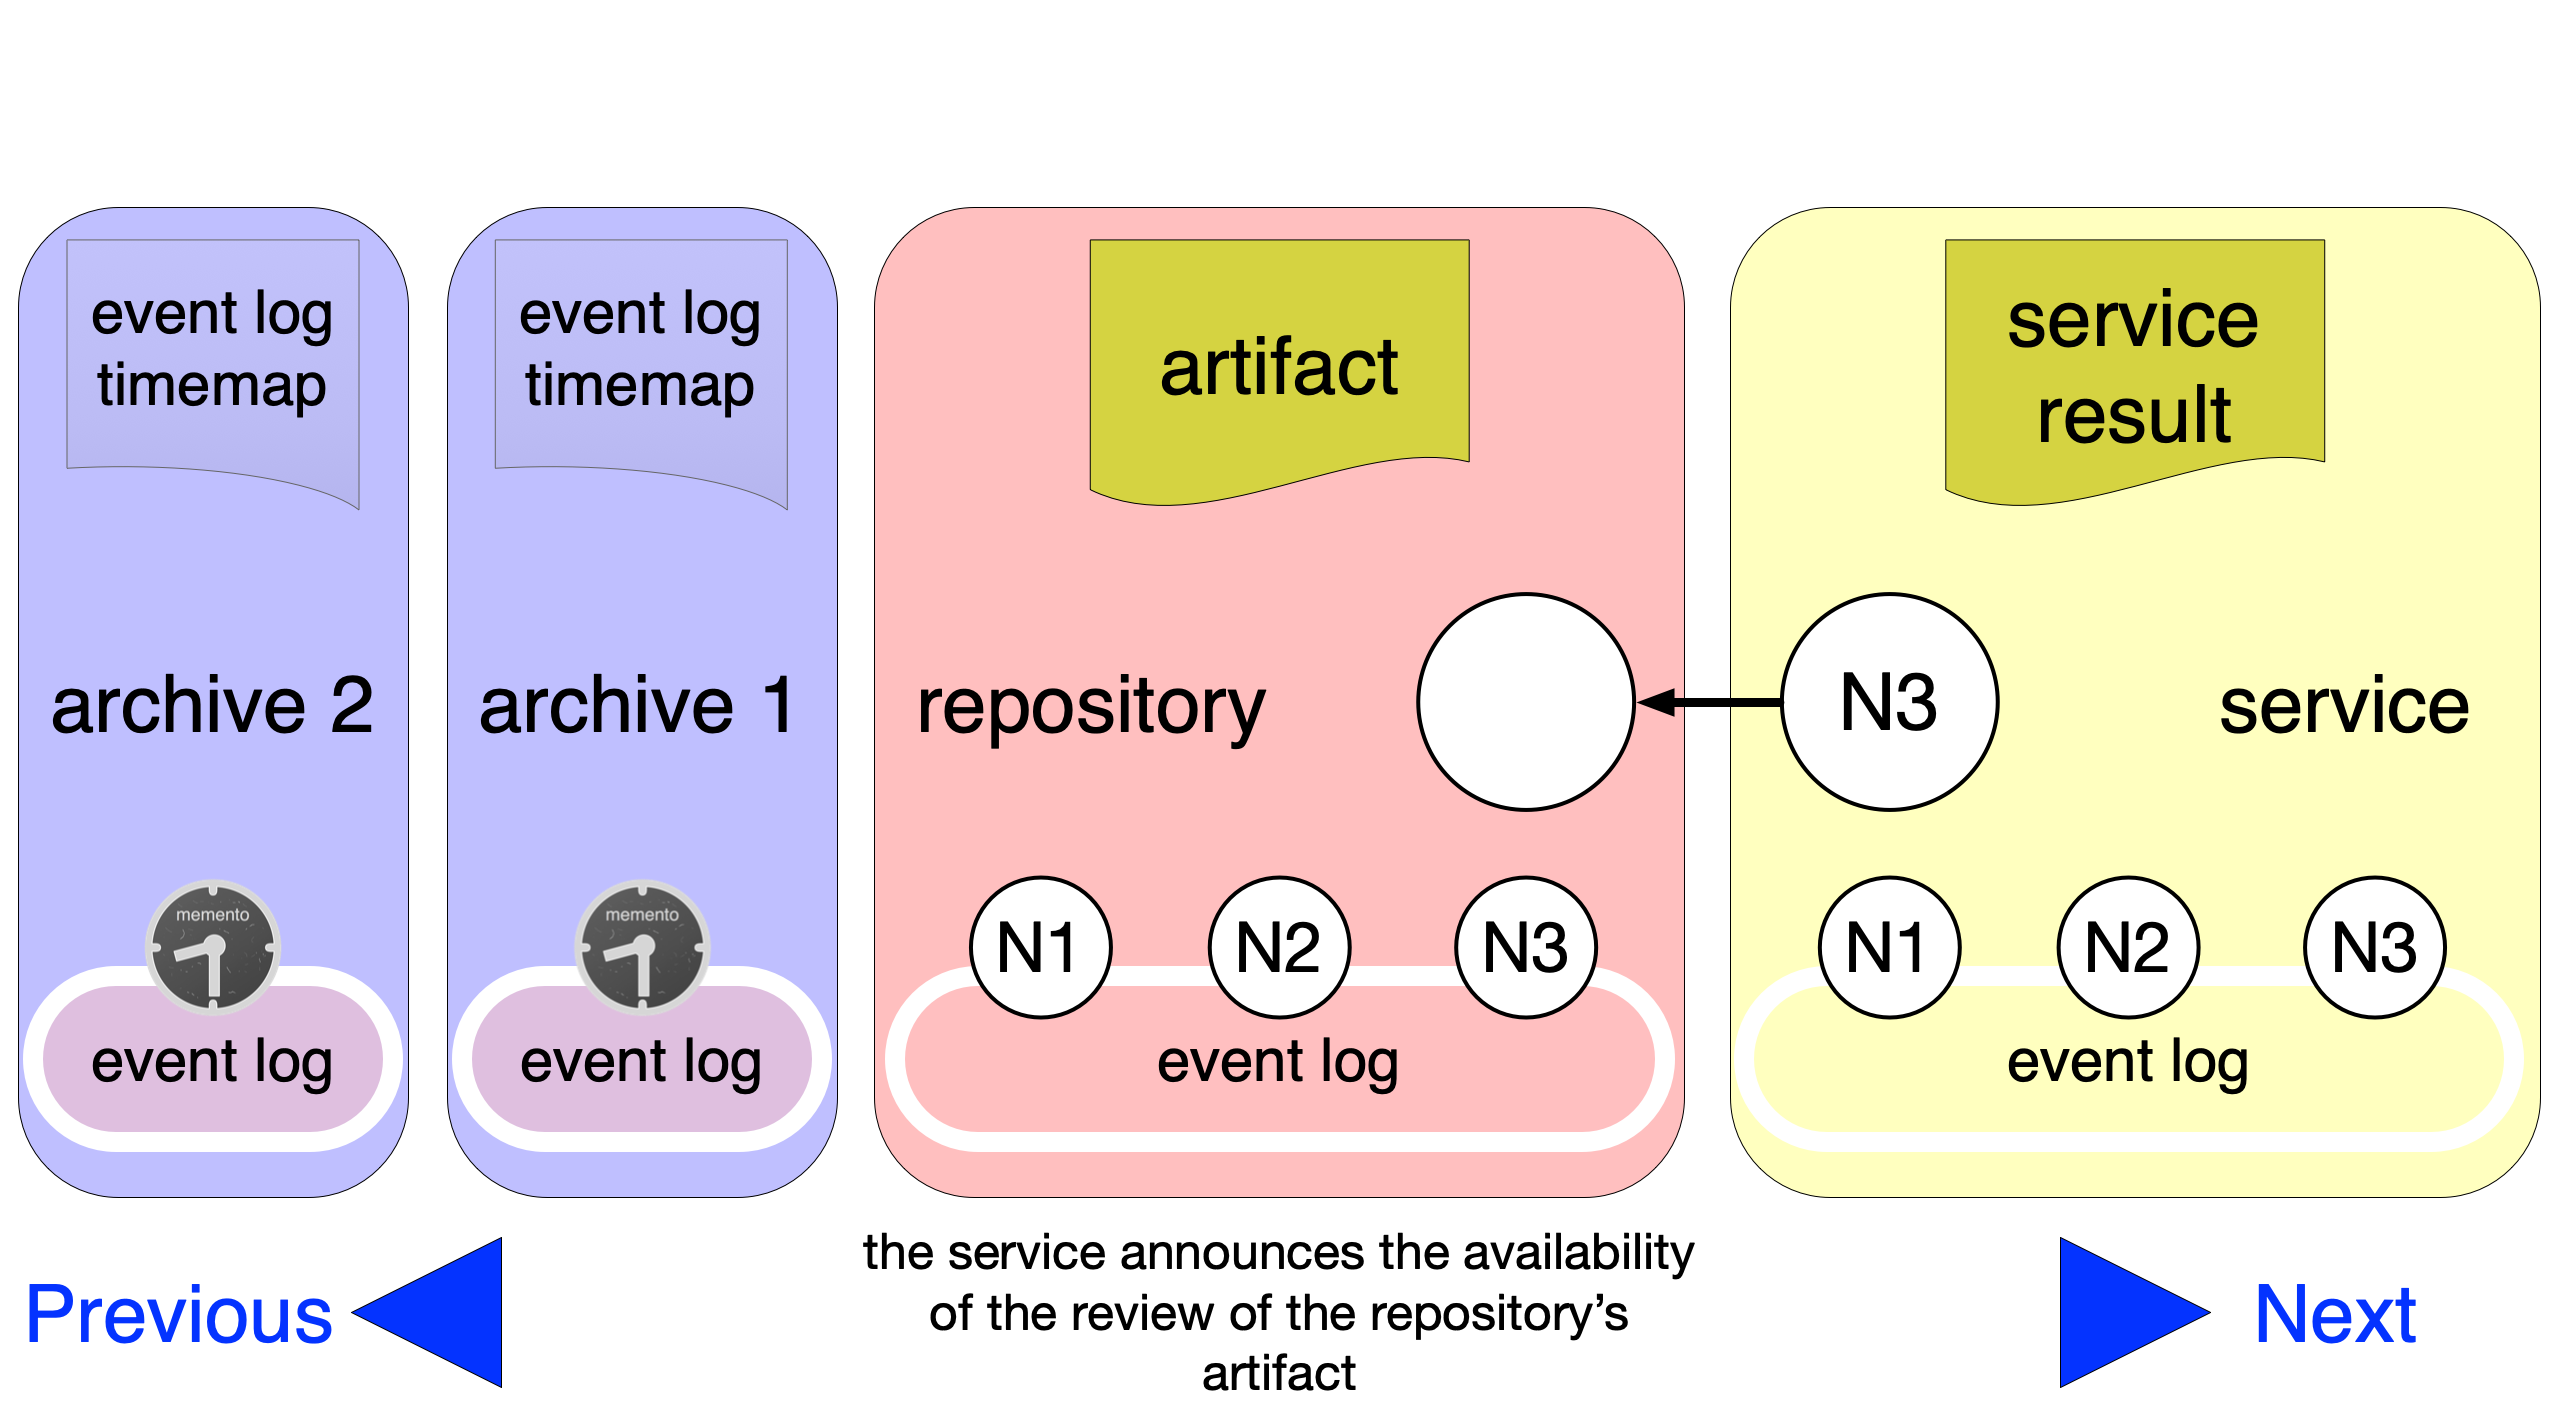 event log
timemap
event log
timemap
artifact
service
result
archive 2
archive 1
repository
N3
service
memento
memento
N1
N2
N3
N1
N2
N3
event log
event log
event log
event log
Previous
the service announces the availability
of the review of the repository’s
artifact
Next